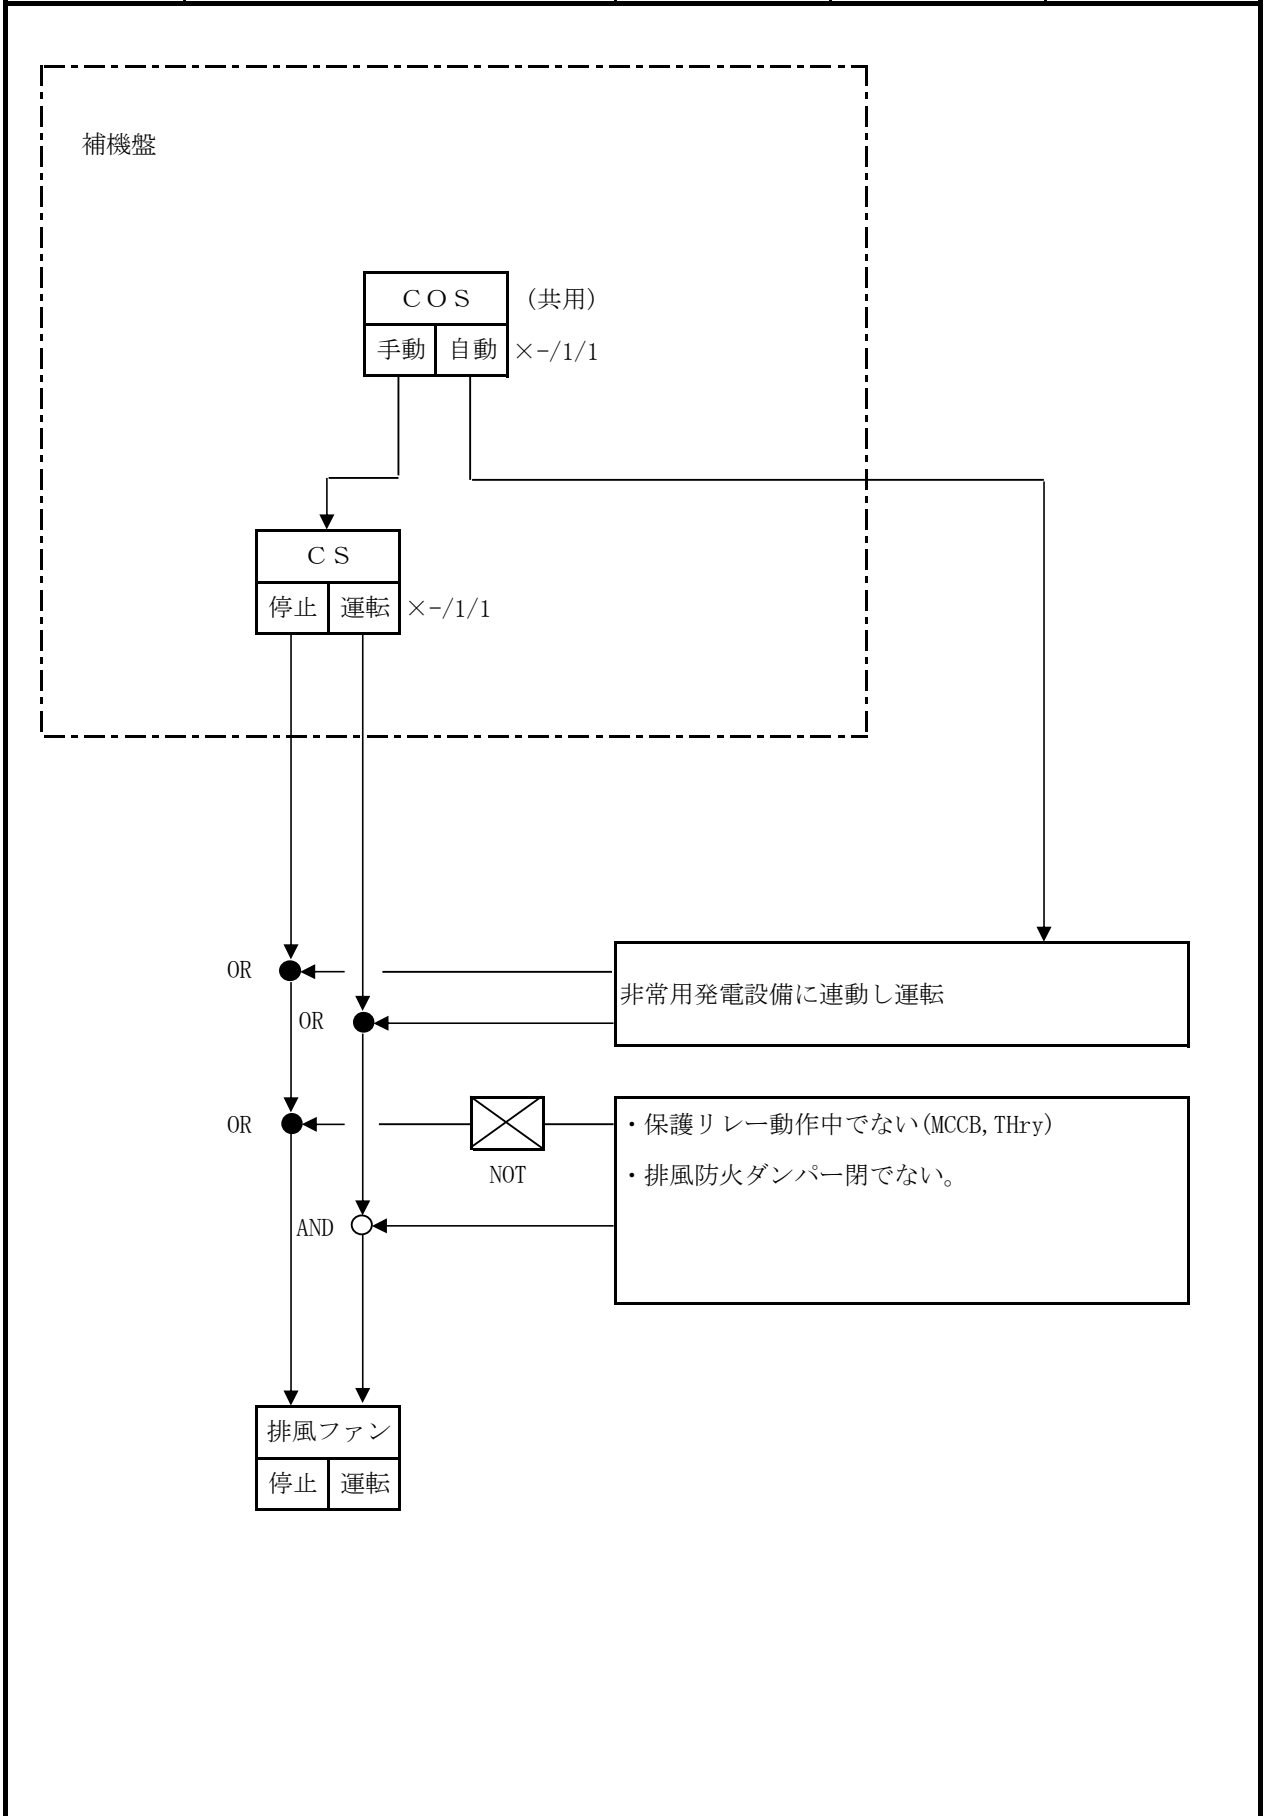 補機盤
ＣＯＳ (共用)
手動 自動 ×-/1/1
ＣＳ
停止 運転 ×-/1/1
OR
非常用発電設備に連動し運転
OR
OR ・保護リレー動作中でない(MCCB,THry)
NOT ・排風防火ダンパー閉でない。
AND
排風ファン
停止 運転